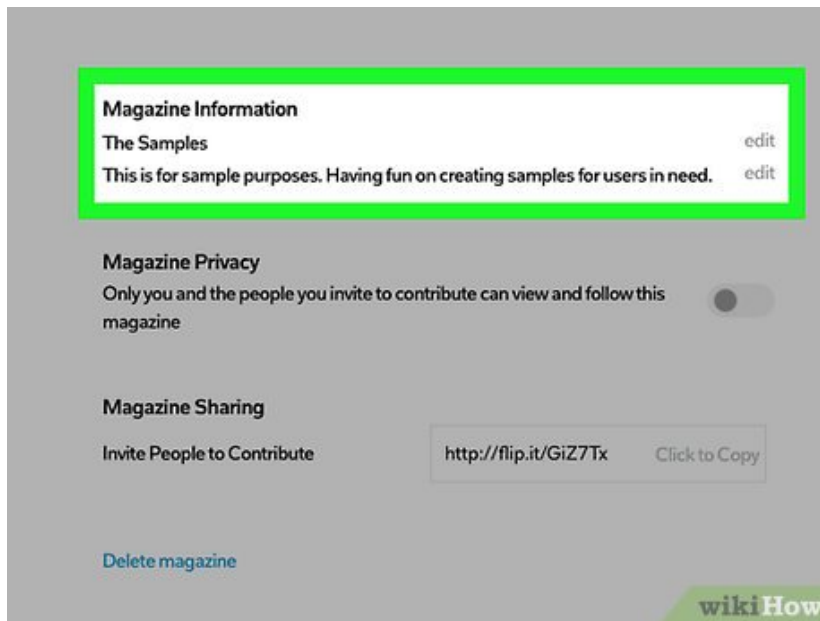 Magazine Information
The Samples edit
This is for sample purposes. Having fun on creating samples for users in need. edit
Magazine Privacy
Only you and the people you invite to contribute can view and follow this
magazine
Magazine Sharing
Invite People to Contribute http://flip.it/GiZ7Tx Click to Copy
Delete magazine
wikiHow